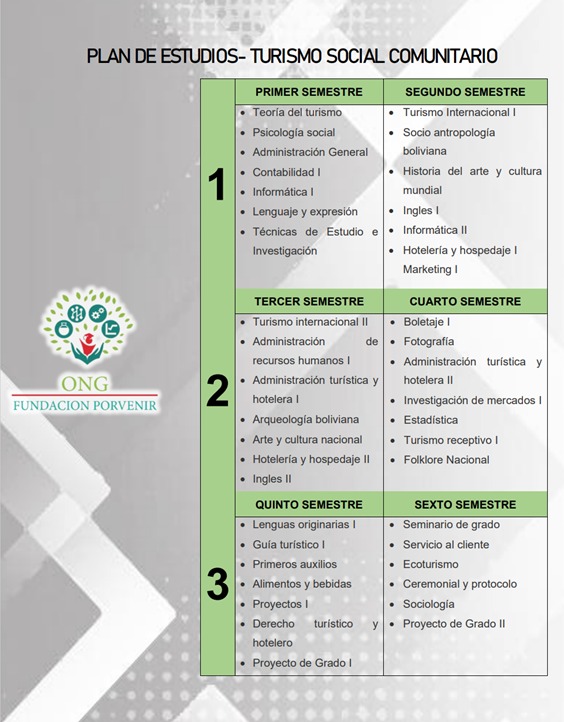 PLAN DE ESTUDIOS- TURISMO SOCIAL COMUNITARIO
1
PRIMER SEMESTRE
• Teoría del turismo
• Psicología social
• Administración General
• Contabilidad I
• Informática I
• Lenguaje y expresión
• Técnicas de Estudio e
Investigación
SEGUNDO SEMESTRE
• Turismo Internacional I
• Socio antropología
boliviana
• Historia del arte y cultura
mundial
• Ingles I
• Informática II
• Hotelería y hospedaje I
Marketing I
2
TERCER SEMESTRE
• Turismo internacional II
• Administración de
recursos humanos I
• Administración turística y
hotelera I
• Arqueología boliviana
• Arte y cultura nacional
• Hotelería y hospedaje II
• Ingles II
CUARTO SEMESTRE
• Boletaje I
• Fotografía
• Administración turística y
hotelera II
• Investigación de mercados I
• Estadística
• Turismo receptivo I
• Folklore Nacional
3
QUINTO SEMESTRE
• Lenguas originarias I
• Guía turístico I
• Primeros auxilios
• Alimentos y bebidas
• Proyectos I
• Derecho turístico y
hotelero
• Proyecto de Grado I
SEXTO SEMESTRE
• Seminario de grado
• Servicio al cliente
• Ecoturismo
• Ceremonial y protocolo
• Sociología
• Proyecto de Grado II
ONG
FUNDACION PORVENIR